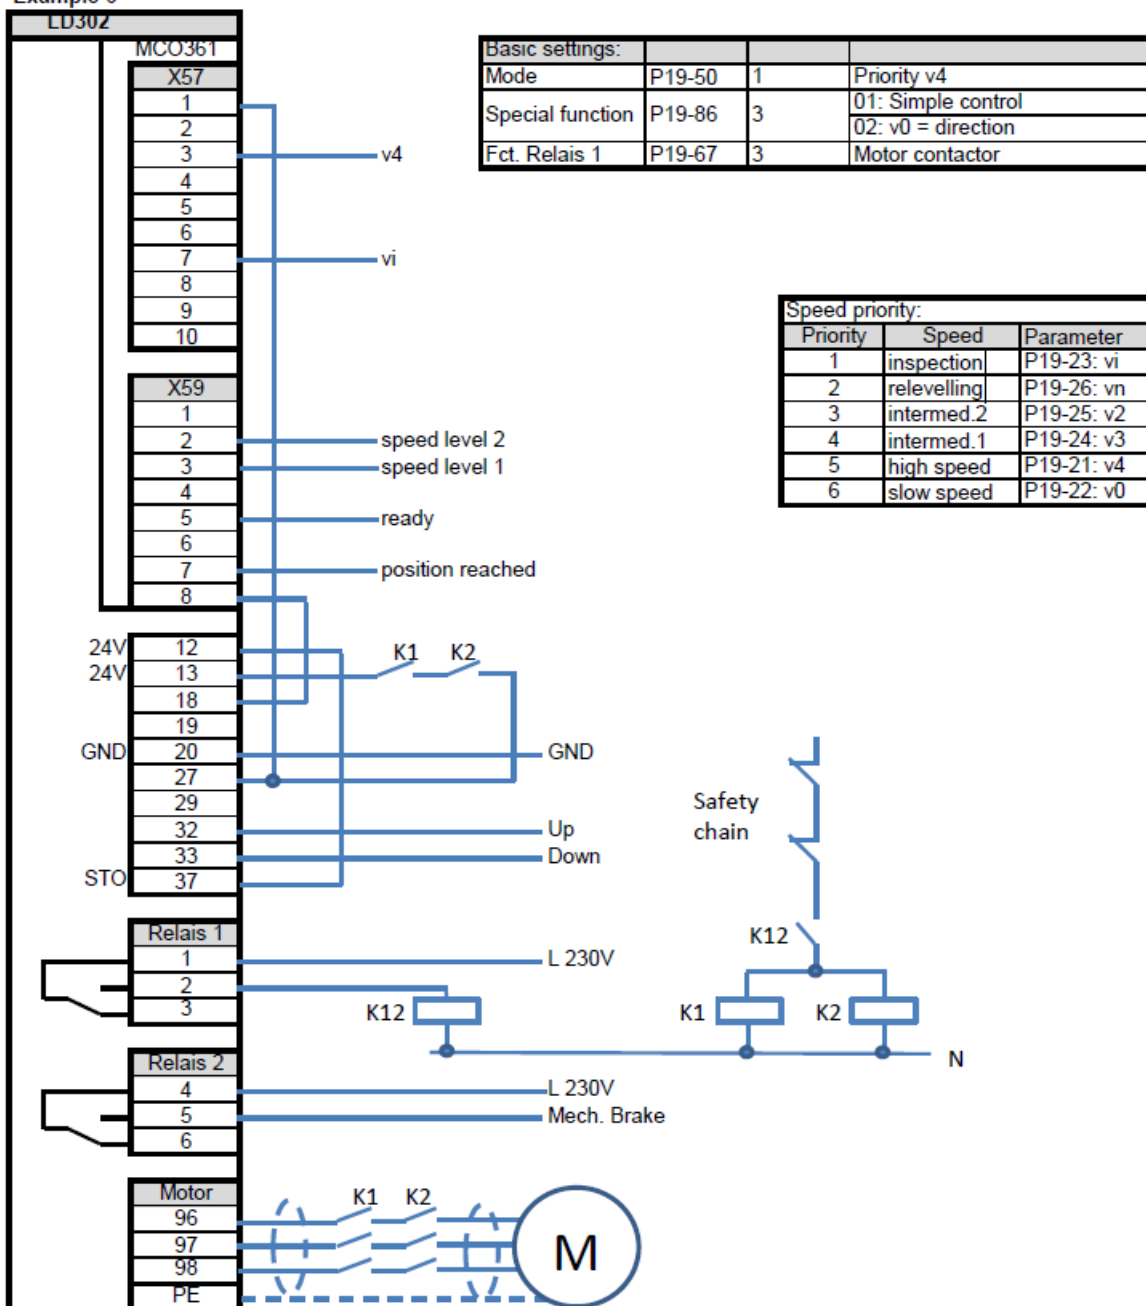 LD302
MCO361
X57
1
2
3 v4
4
5
6
7 vi
8
9
10
Basic settings:
Mode P19-50 1 Priority v4
Special function P19-86 3 01: Simple control
02: v0 = direction
Fct. Relais 1 P19-67 3 Motor contactor
Speed priority:
Priority Speed Parameter
1 inspection P19-23: vi
2 relevelling P19-26: vn
3 intermed.2 P19-25: v2
4 intermed.1 P19-24: v3
5 high speed P19-21: v4
6 slow speed P19-22: v0
X59
1
2 speed level 2
3 speed level 1
4
5 ready
6
7 position reached
8
24V 12
24V 13 K1 K2
18
19
GND 20 GND
27
29
32 Up
33 Down
STO 37
Safety
chain
K12
K1 K2
N
Relais 1
1 L 230V
2
3 K12
Relais 2
4 L 230V
5 Mech. Brake
6
Motor K1 K2
96
97
98
PE
M